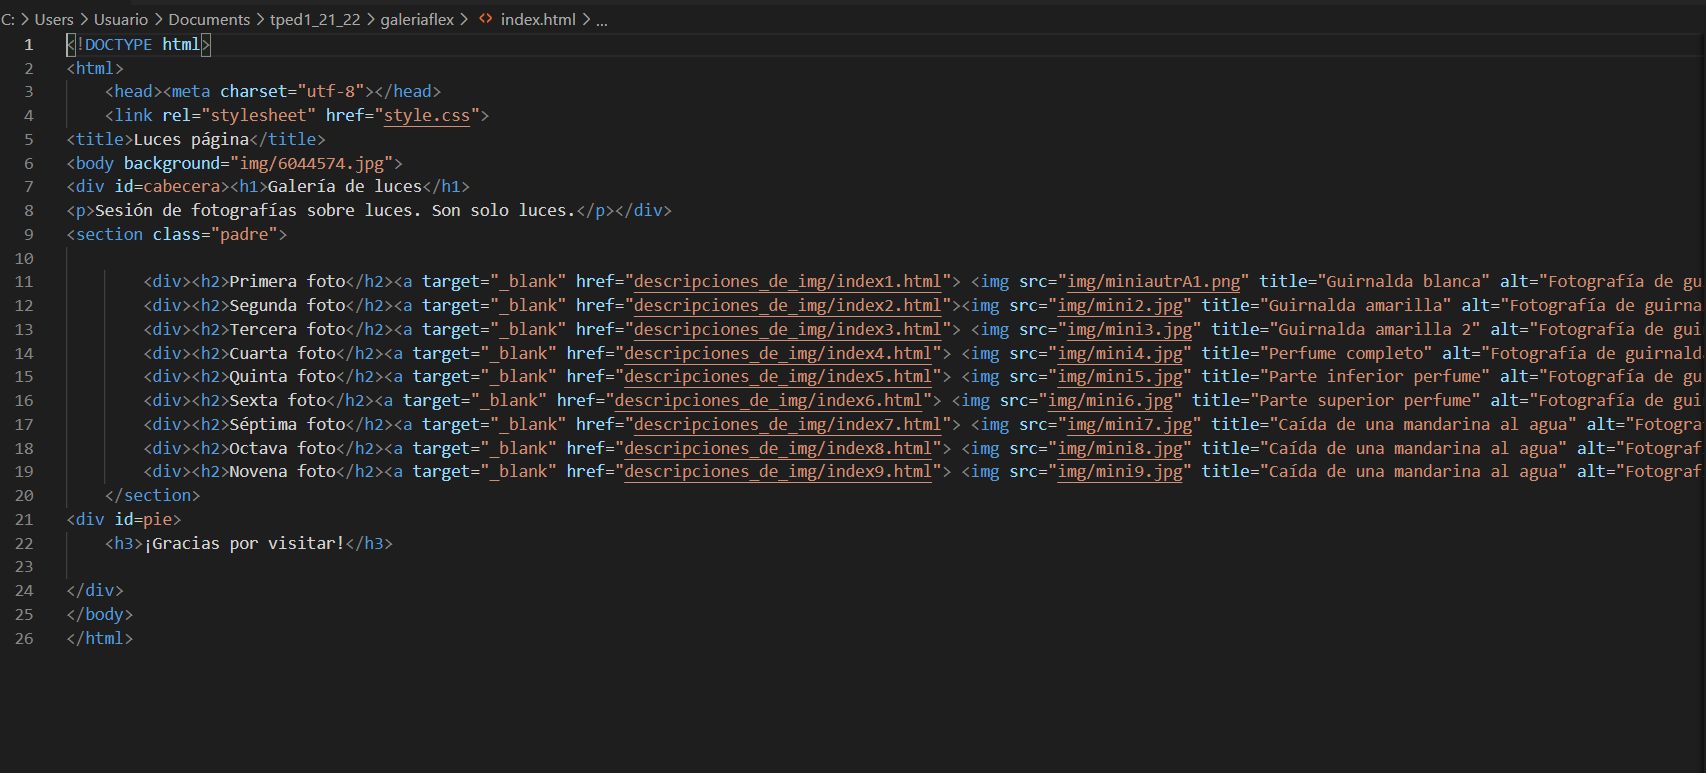 C: > Users > Usuario > Documents > tped1_21_22 > galeriaflex > <> index.html > ...
1 <!DOCTYPE html>
2 <html>
3 <head><meta charset="utf-8"></head>
4 <link rel="stylesheet" href="style.css">
5 <title>Luces página</title>
6 <body background="img/6044574.jpg">
7 <div id=cabecera><h1>Galería de luces</h1>
8 <p>Sesión de fotografías sobre luces. Son solo luces.</p></div>
9 <section class="padre">
10
11 <div><h2>Primera foto</h2><a target="_blank" href="descripciones_de_img/index1.html"> <img src="img/miniautrA1.png" title="Guirnalda blanca" alt="Fotografía de gu
12 <div><h2>Segunda foto</h2><a target="_blank" href="descripciones_de_img/index2.html"><img src="img/mini2.jpg" title="Guirnalda amarilla" alt="Fotografía de guirna
13 <div><h2>Tercera foto</h2><a target="_blank" href="descripciones_de_img/index3.html"> <img src="img/mini3.jpg" title="Guirnalda amarilla 2" alt="Fotografía de gui
14 <div><h2>Cuarta foto</h2><a target="_blank" href="descripciones_de_img/index4.html"> <img src="img/mini4.jpg" title="Perfume completo" alt="Fotografía de guirnald
15 <div><h2>Quinta foto</h2><a target="_blank" href="descripciones_de_img/index5.html"> <img src="img/mini5.jpg" title="Parte inferior perfume" alt="Fotografía de gu
16 <div><h2>Sexta foto</h2><a target="_blank" href="descripciones_de_img/index6.html"> <img src="img/mini6.jpg" title="Parte superior perfume" alt="Fotografía de gui
17 <div><h2>Séptima foto</h2><a target="_blank" href="descripciones_de_img/index7.html"> <img src="img/mini7.jpg" title="Caída de una mandarina al agua" alt="Fotogra
18 <div><h2>Octava foto</h2><a target="_blank" href="descripciones_de_img/index8.html"> <img src="img/mini8.jpg" title="Caída de una mandarina al agua" alt="Fotograf
19 <div><h2>Novena foto</h2><a target="_blank" href="descripciones_de_img/index9.html"> <img src="img/mini9.jpg" title="Caída de una mandarina al agua" alt="Fotograf
20 </section>
21 <div id=pie>
22 <h3>¡Gracias por visitar!</h3>
23
24 </div>
25 </body>
26 </html>